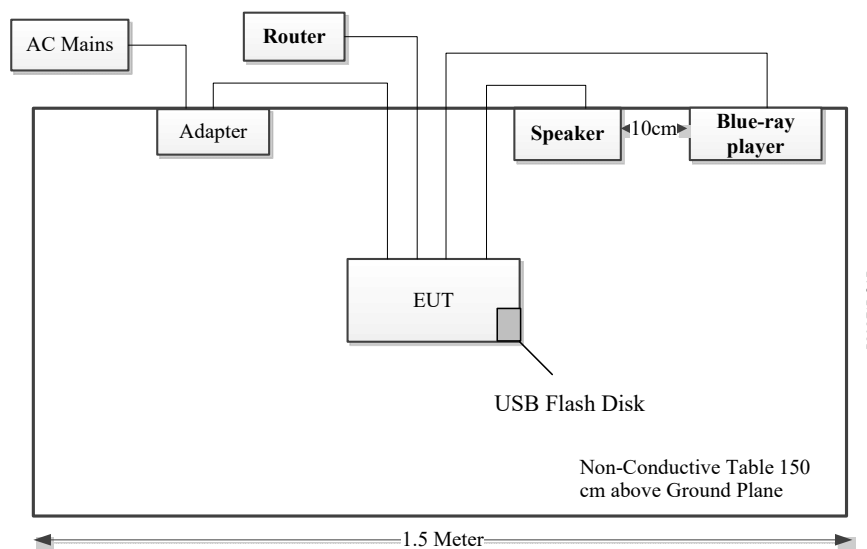 AC Mains
Router
Adapter
Speaker
10cm
Blue-ray
player
EUT
USB Flash Disk
Non-Conductive Table 150
cm above Ground Plane
1.5 Meter